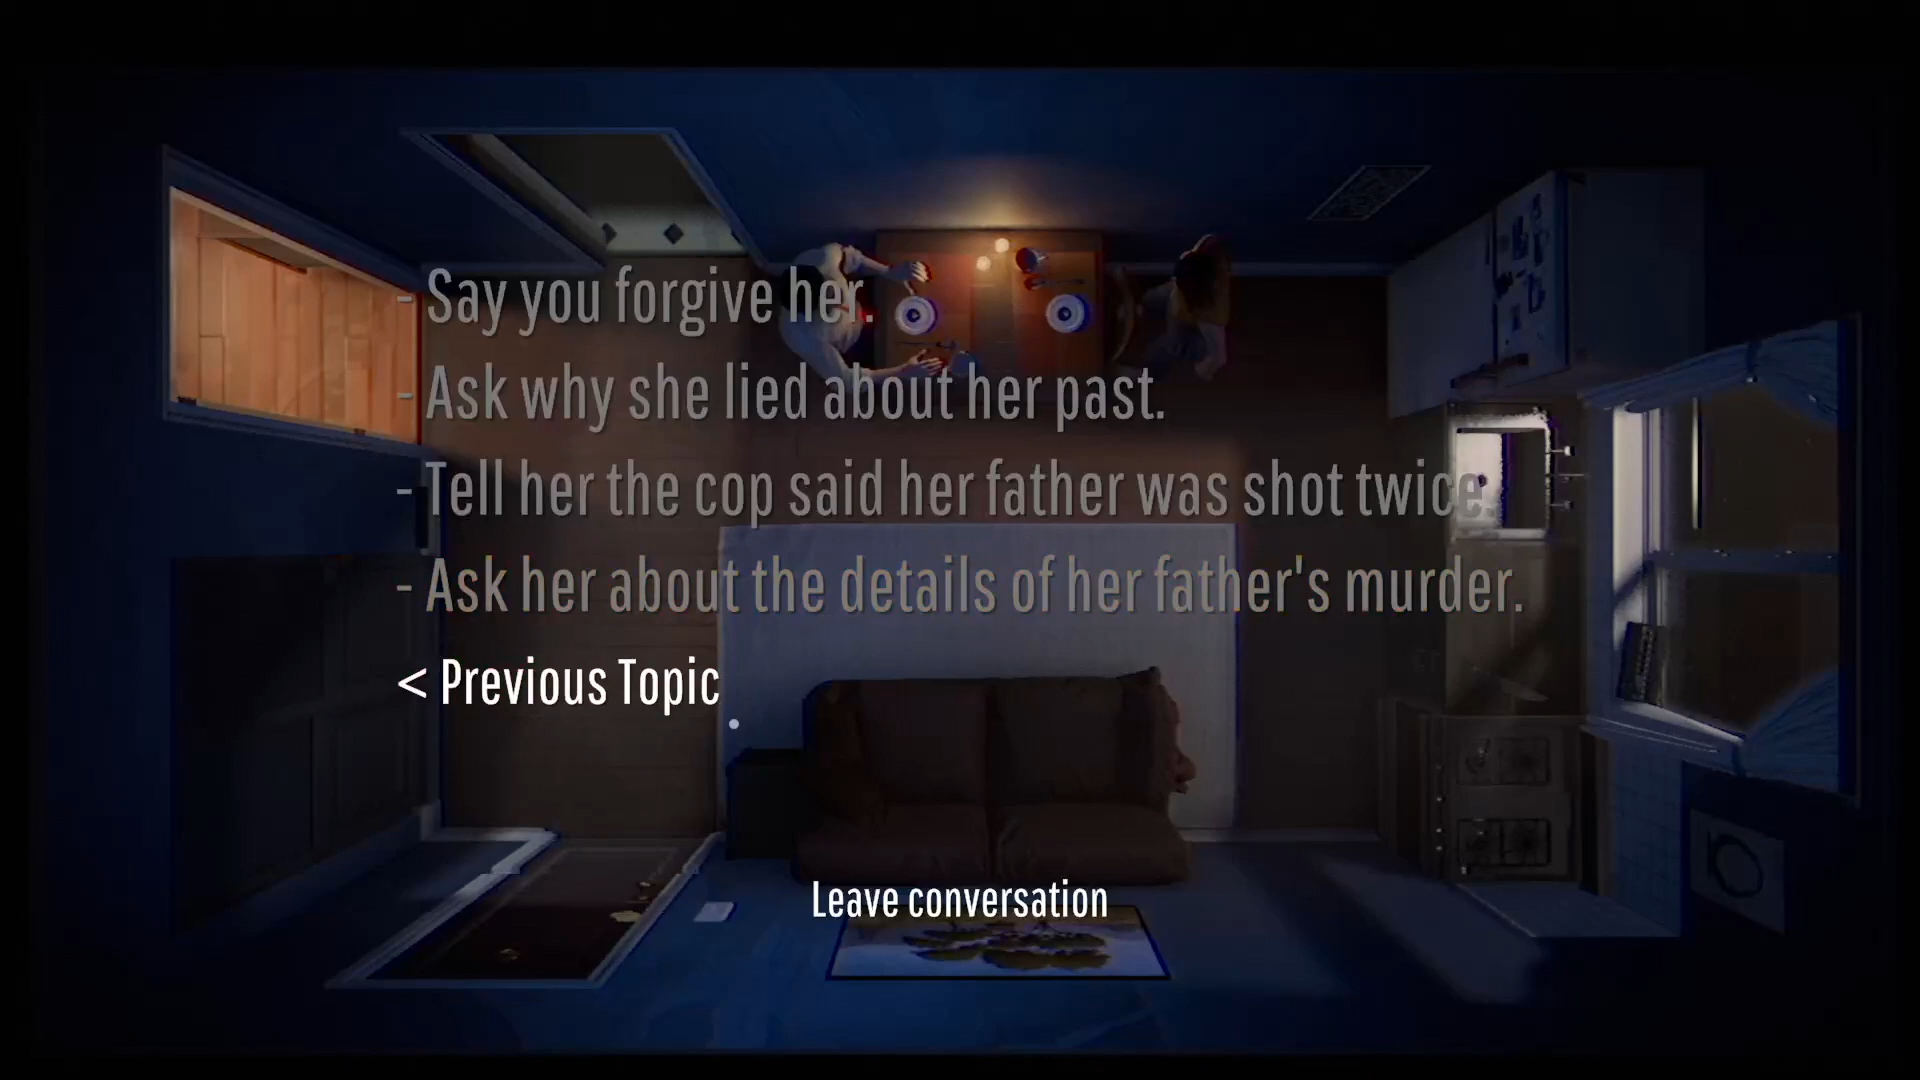 - Say you forgive her.
- Ask why she lied about her past.
- Tell her the cop said her father was shot twice.
- Ask her about the details of her father's murder.
< Previous Topic
Leave conversation